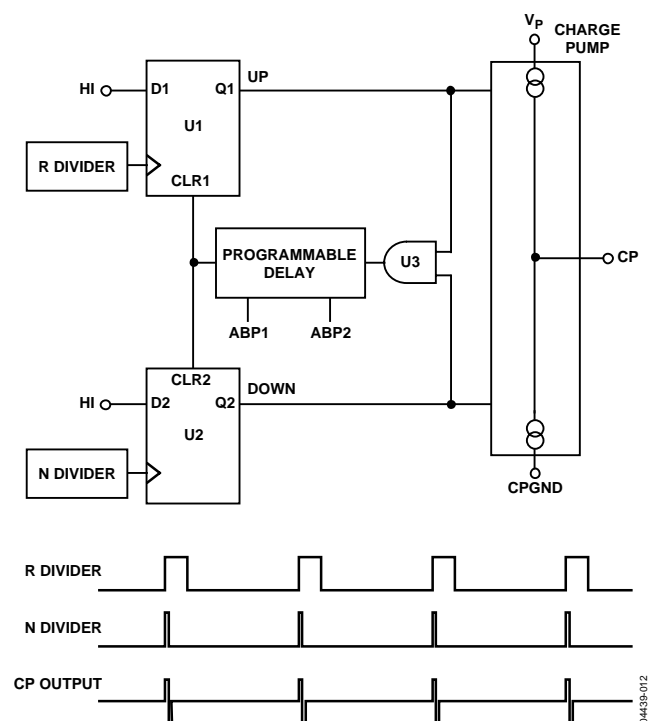 VP
CHARGE
PUMP
HI
D1
Q1
UP
U1
R DIVIDER
CLR1
PROGRAMMABLE
DELAY
U3
CP
ABP1
ABP2
CLR2
DOWN
HI
D2
Q2
U2
N DIVIDER
CPGND
R DIVIDER
N DIVIDER
CP OUTPUT
04439-012